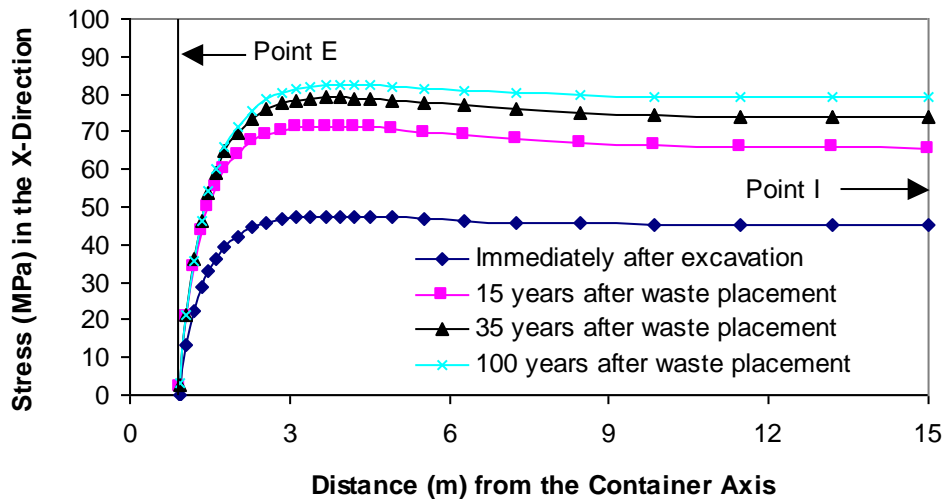 Stress (MPa) in the X-Direction
100
90
80
70
60
50
40
30
20
10
0
Point E
Point I
Immediately after excavation
15 years after waste placement
35 years after waste placement
100 years after waste placement
0 3 6 9 12 15
Distance (m) from the Container Axis